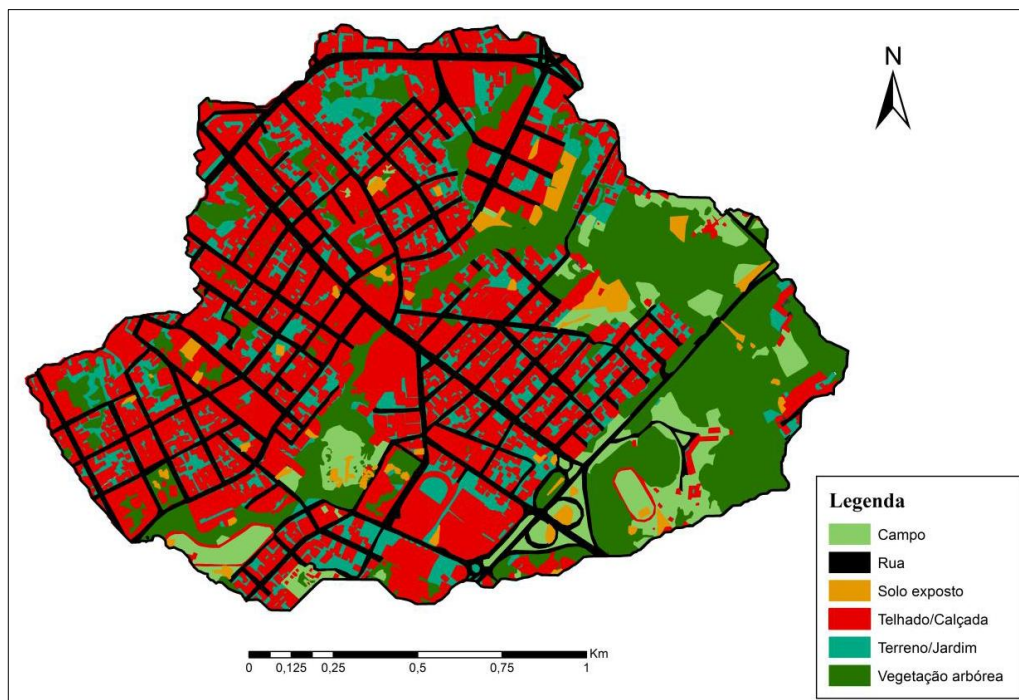 N
Legenda
Campo
Rua
Solo exposto
Telhado/Calçada
Terreno/Jardim
Vegetação arbórea
Km
0 0,125 0,25 0,5 0,75 1